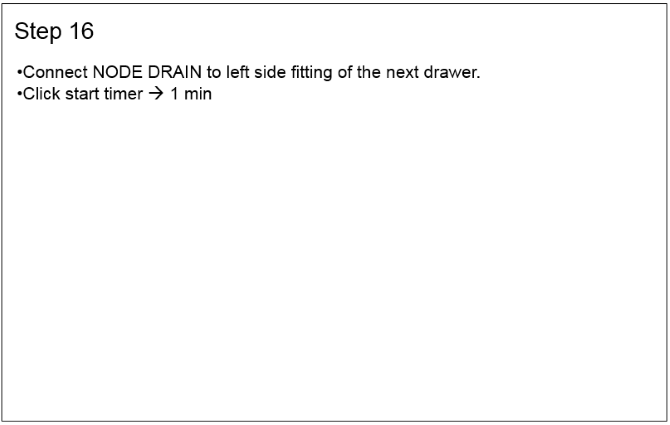 Step 16
•Connect NODE DRAIN to left side fitting of the next drawer.
•Click start timer → 1 min